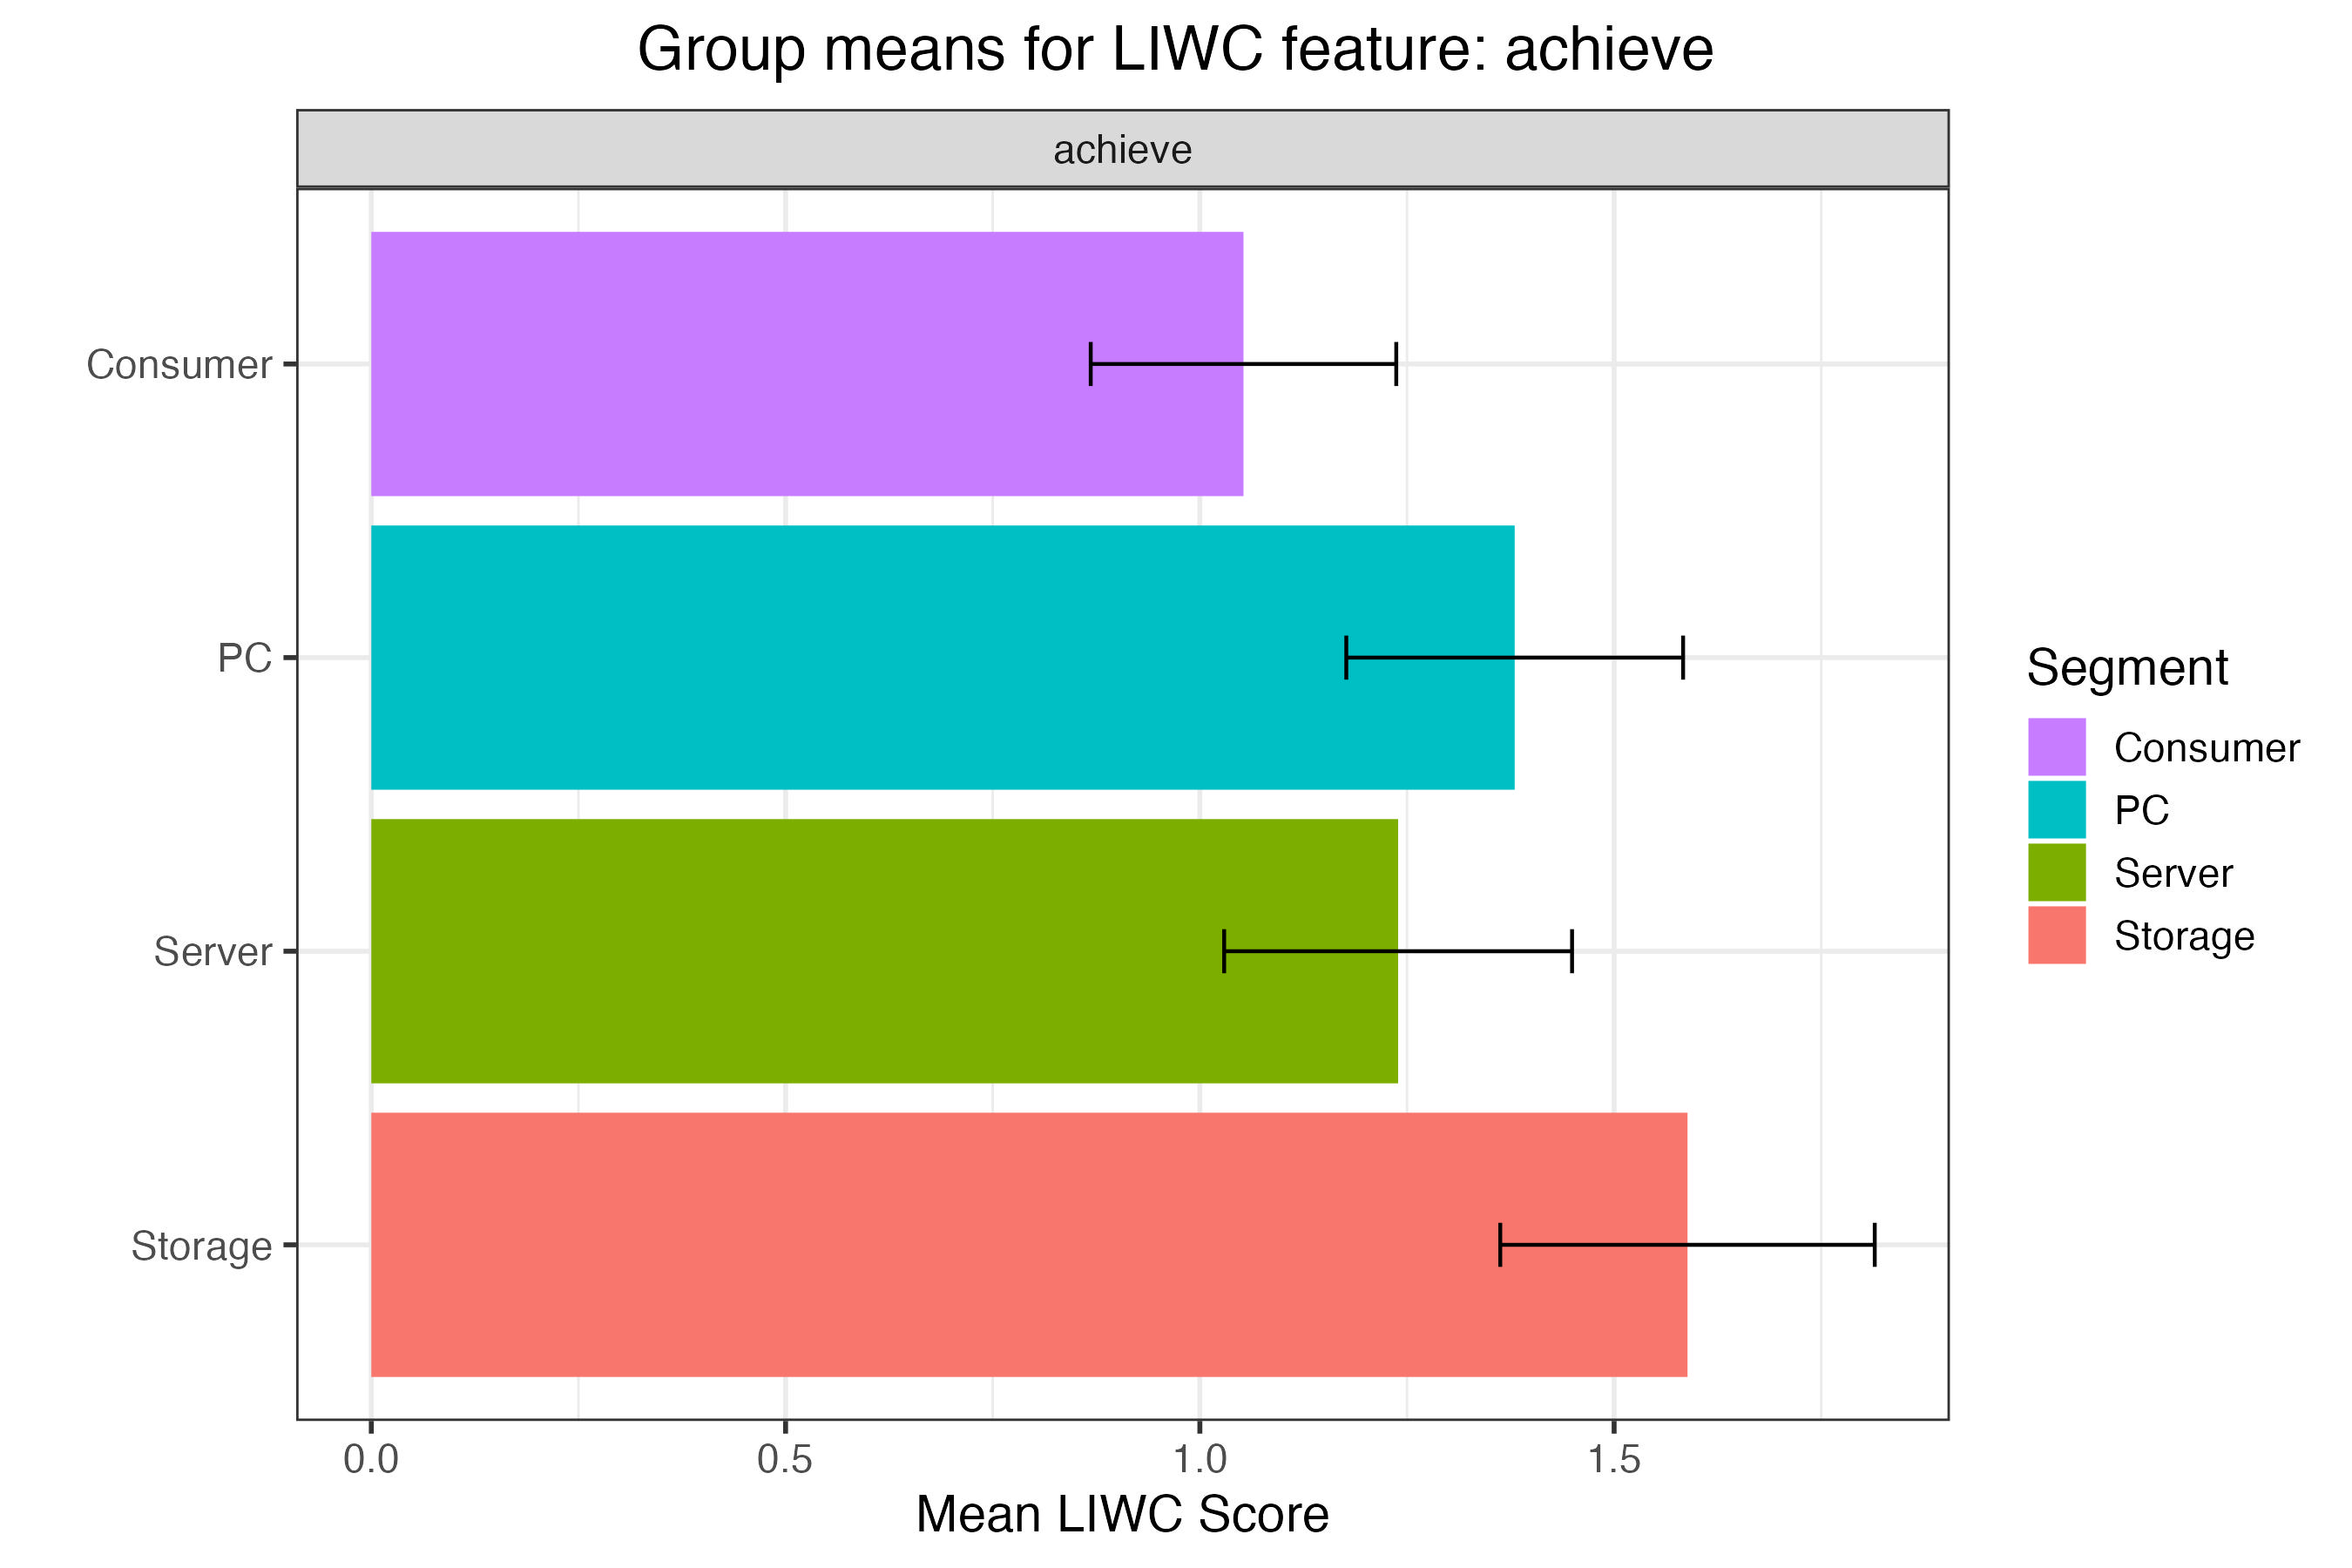 Group means for LIWC feature: achieve
achieve
Consumer
PC
Server
Storage
0.0
0.5
1.0
1.5
Mean LIWC Score
Segment
Consumer
PC
Server
Storage